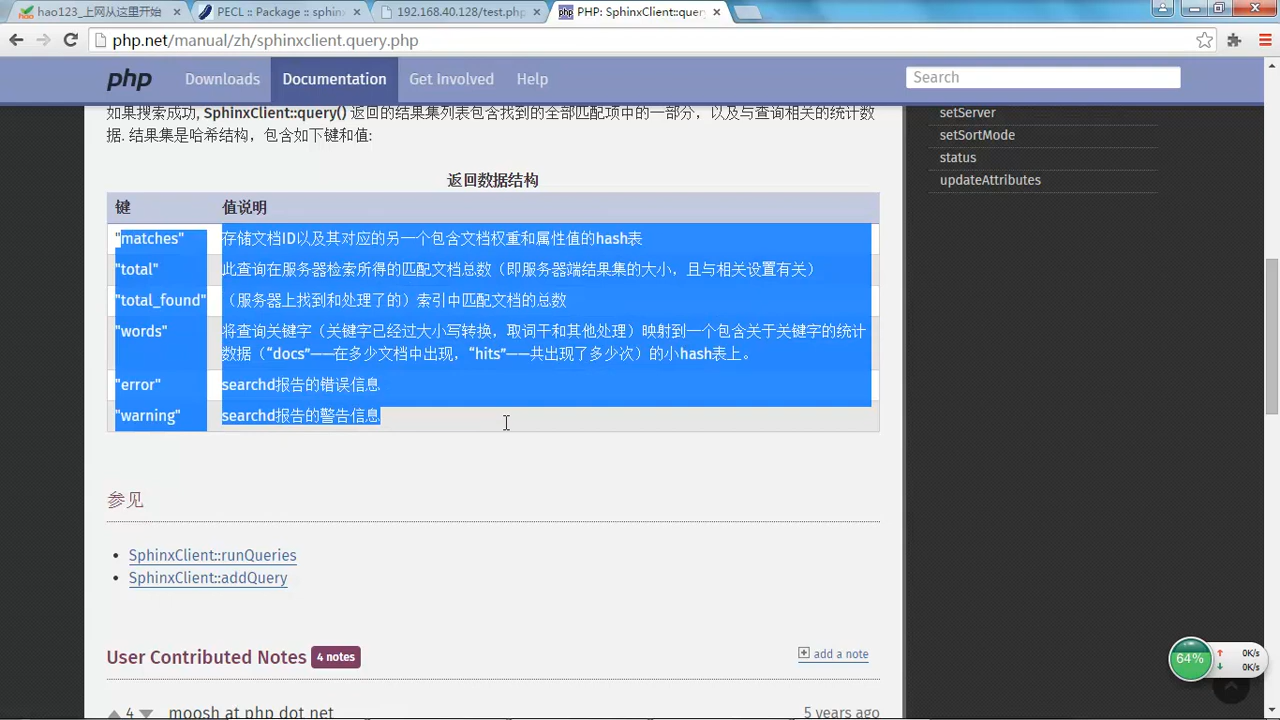 hao123_上网从这里开始
PECL :: Package :: sphin
192.168.40.128/test.php
PHP: SphinxClient::quer
php.net/manual/zh/sphinxclient.query.php
php
Downloads
Documentation
Get Involved
Help
Search
如果搜索成功, SphinxClient::query() 返回的结果集列表包含找到的全部匹配项中的一部分，以及与查询相关的统计数
据. 结果集是哈希结构，包含如下键和值:
返回数据结构
键 值说明
"matches" 存储文档ID以及其对应的另一个包含文档权重和属性值的hash表
"total" 此查询在服务器检索所得的匹配文档总数（即服务器端结果集的大小，且与相关设置有关）
"total_found" （服务器上找到和处理了的）索引中匹配文档的总数
"words" 将查询关键字（关键字已经过大小写转换，取词干和其他处理）映射到一个包含关于关键字的统计
数据（“docs”——在多少文档中出现，“hits”——共出现了多少次）的小hash表上。
"error" searchd报告的错误信息
"warning" searchd报告的警告信息
参见
SphinxClient::runQueries
SphinxClient::addQuery
User Contributed Notes 4 notes
add a note
4 moosh at php dot net
5 years ago
setServer
setSortMode
status
updateAttributes
64%
0K/s
0K/s